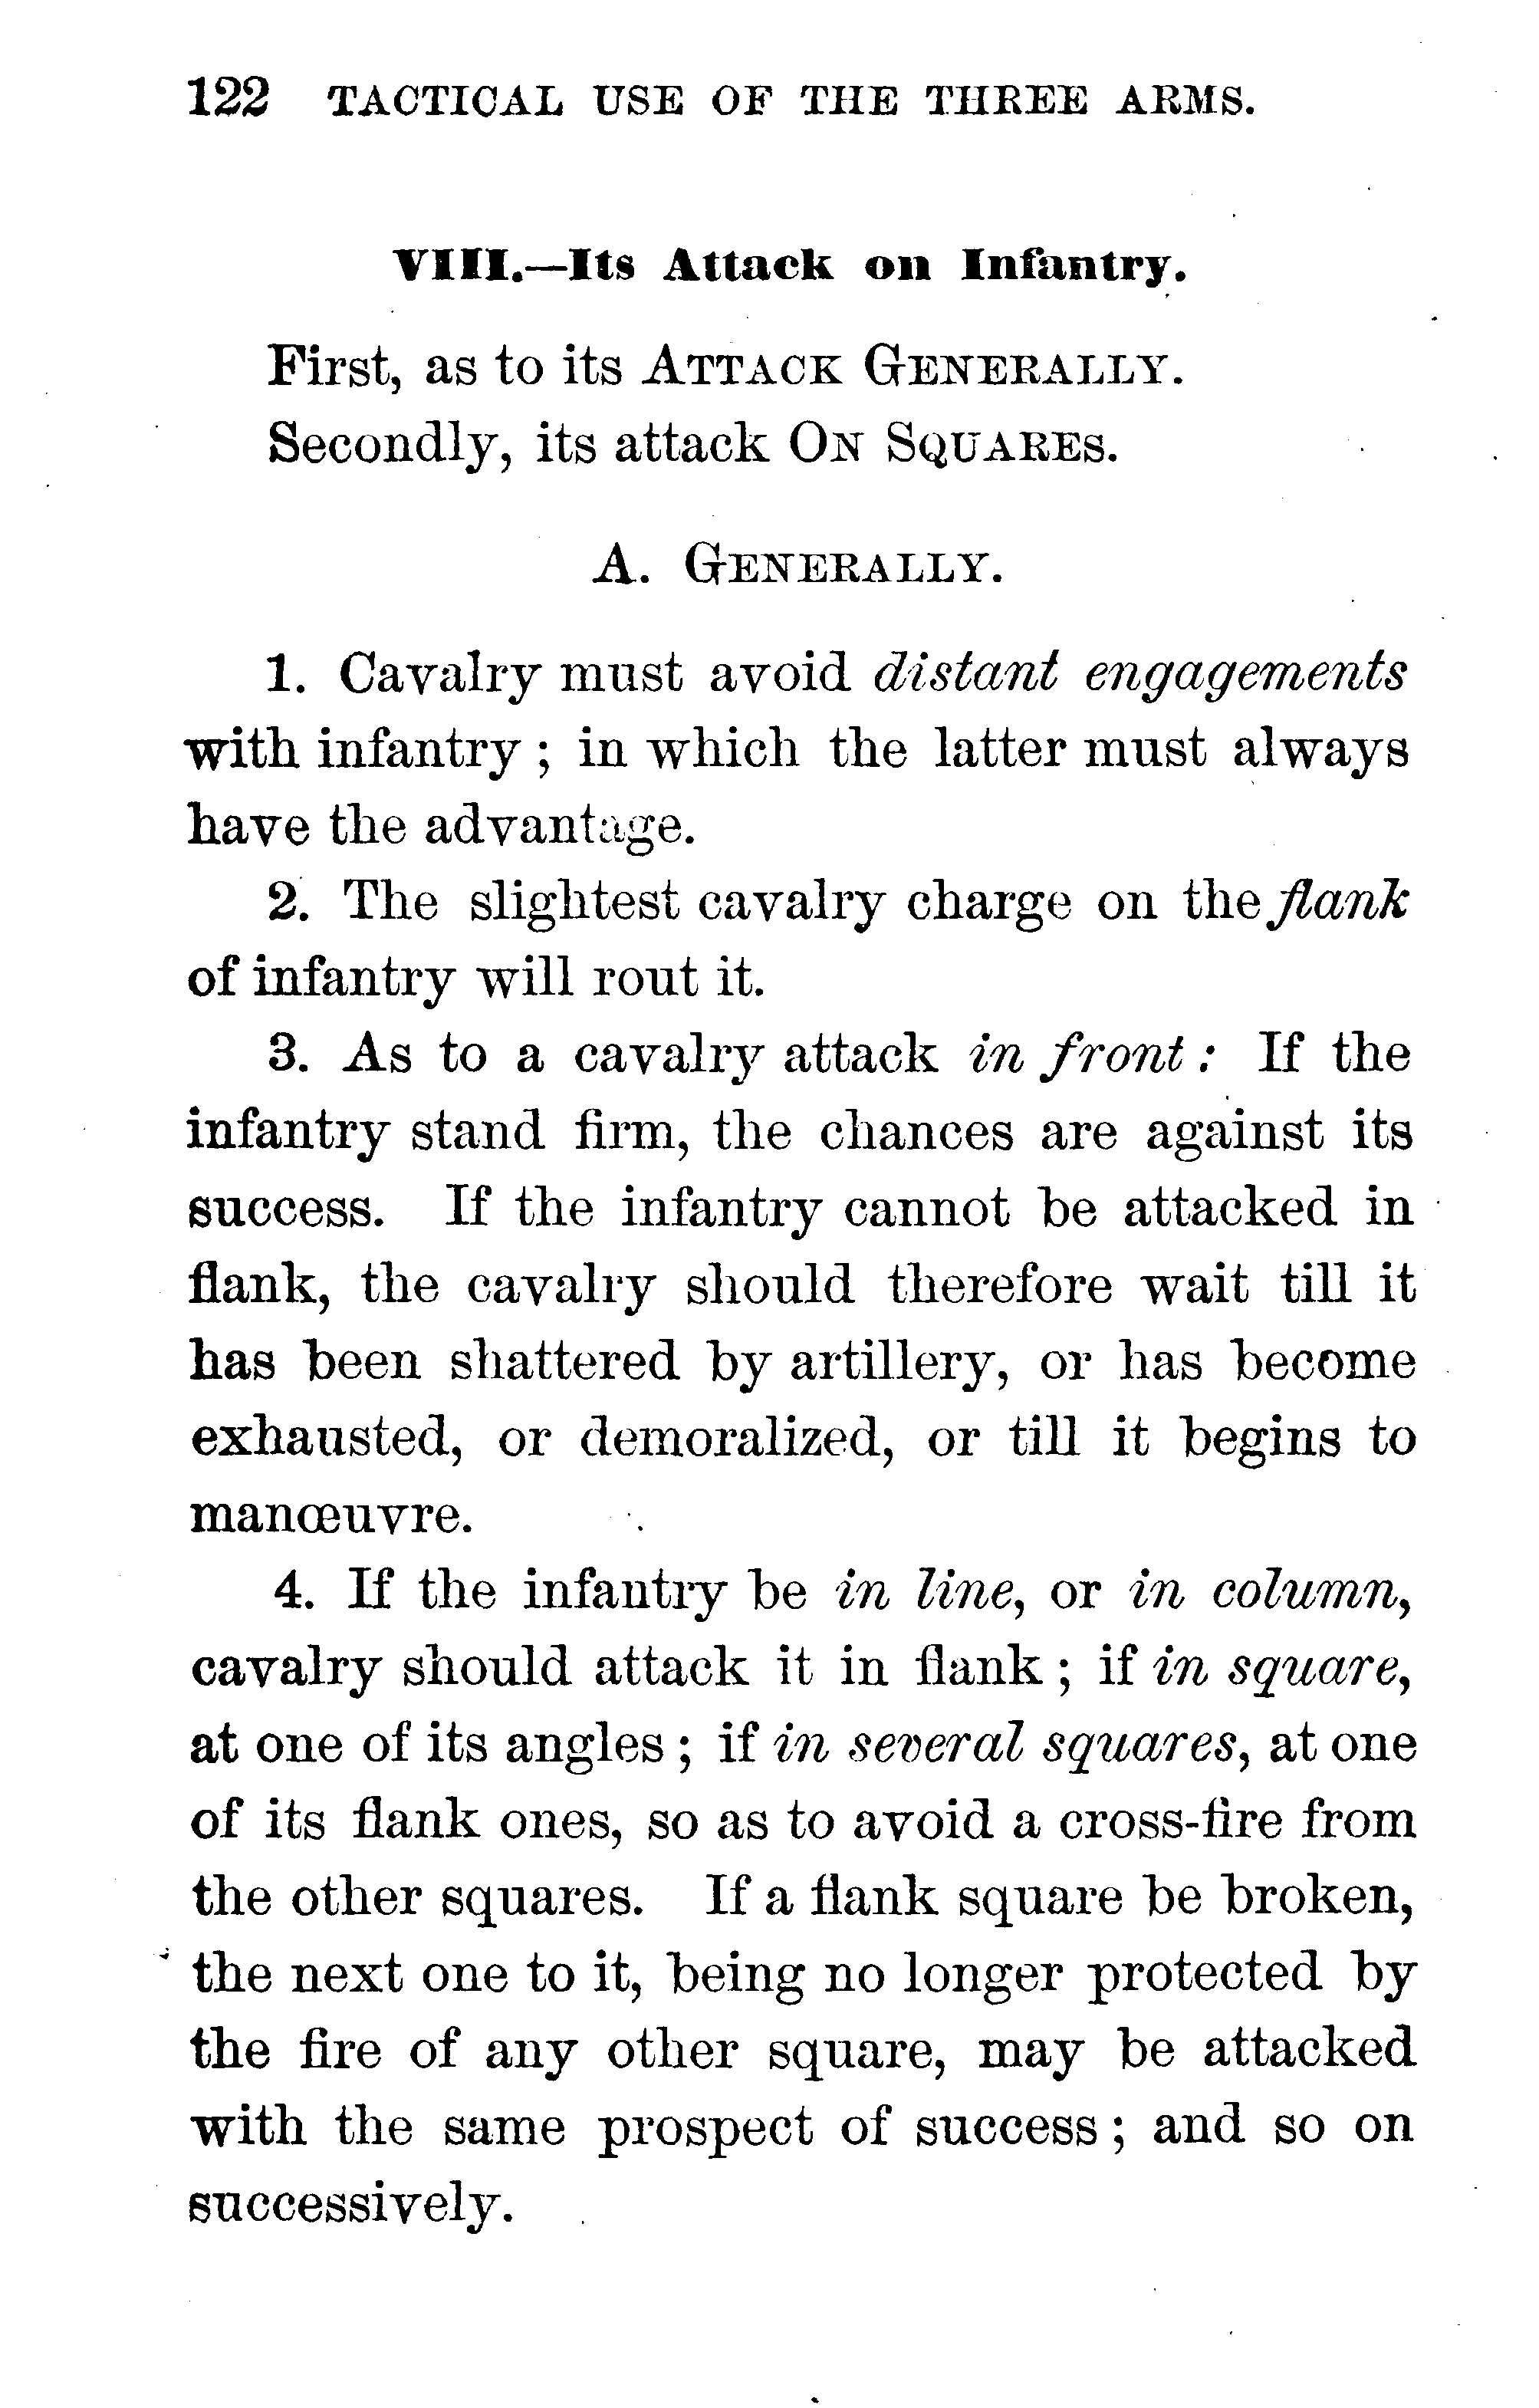 122 TACTICAL USE OF THE THREE ARMS.
VIII.—Its Attack on Infantry.
First, as to its ATTACK GENERALLY.
Secondly, its attack ON SQUARES.
A. GENERALLY.
1. Cavalry must avoid distant engagements
with infantry ; in which the latter must always
have the advantage.
2. The slightest cavalry charge on the flank
of infantry will rout it.
3. As to a cavalry attack in front : If the
infantry stand firm, the chances are against its
success. If the infantry cannot be attacked in
flank, the cavalry should therefore wait till it
has been shattered by artillery, or has become
exhausted, or demoralized, or till it begins to
manœuvre.
4. If the infantry be in line, or in column,
cavalry should attack it in flank ; if in square,
at one of its angles ; if in several squares, at one
of its flank ones, so as to avoid a cross-fire from
the other squares. If a flank square be broken,
the next one to it, being no longer protected by
the fire of any other square, may be attacked
with the same prospect of success ; and so on
successively.